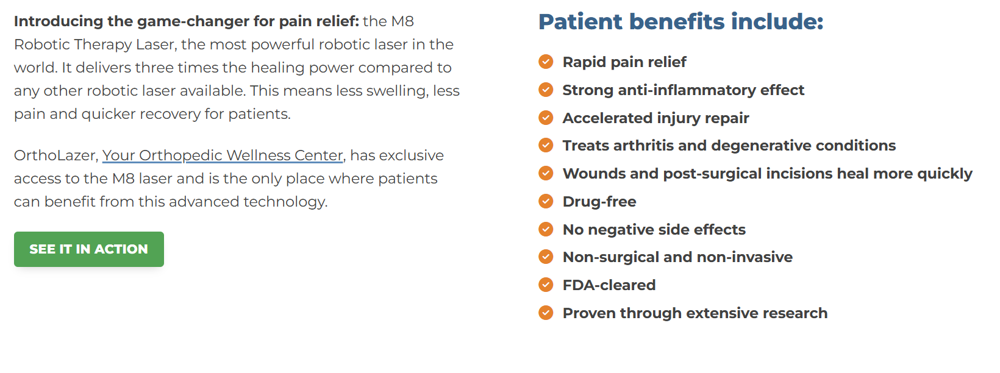 Introducing the game-changer for pain relief: the M8
Robotic Therapy Laser, the most powerful robotic laser in the
world. It delivers three times the healing power compared to
any other robotic laser available. This means less swelling, less
pain and quicker recovery for patients.
OrthoLazer, Your Orthopedic Wellness Center, has exclusive
access to the M8 laser and is the only place where patients
can benefit from this advanced technology.
SEE IT IN ACTION
Patient benefits include:
Rapid pain relief
Strong anti-inflammatory effect
Accelerated injury repair
Treats arthritis and degenerative conditions
Wounds and post-surgical incisions heal more quickly
Drug-free
No negative side effects
Non-surgical and non-invasive
FDA-cleared
Proven through extensive research